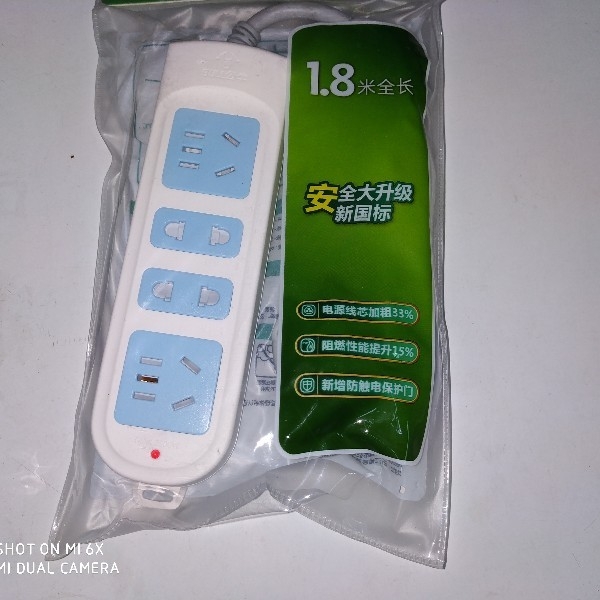 1.8米全长
安全大升级
新国标
电源线芯加粗33%
阻燃性能提升15%
新增防触电保护门
SHOT ON MI 6X
MI DUAL CAMERA